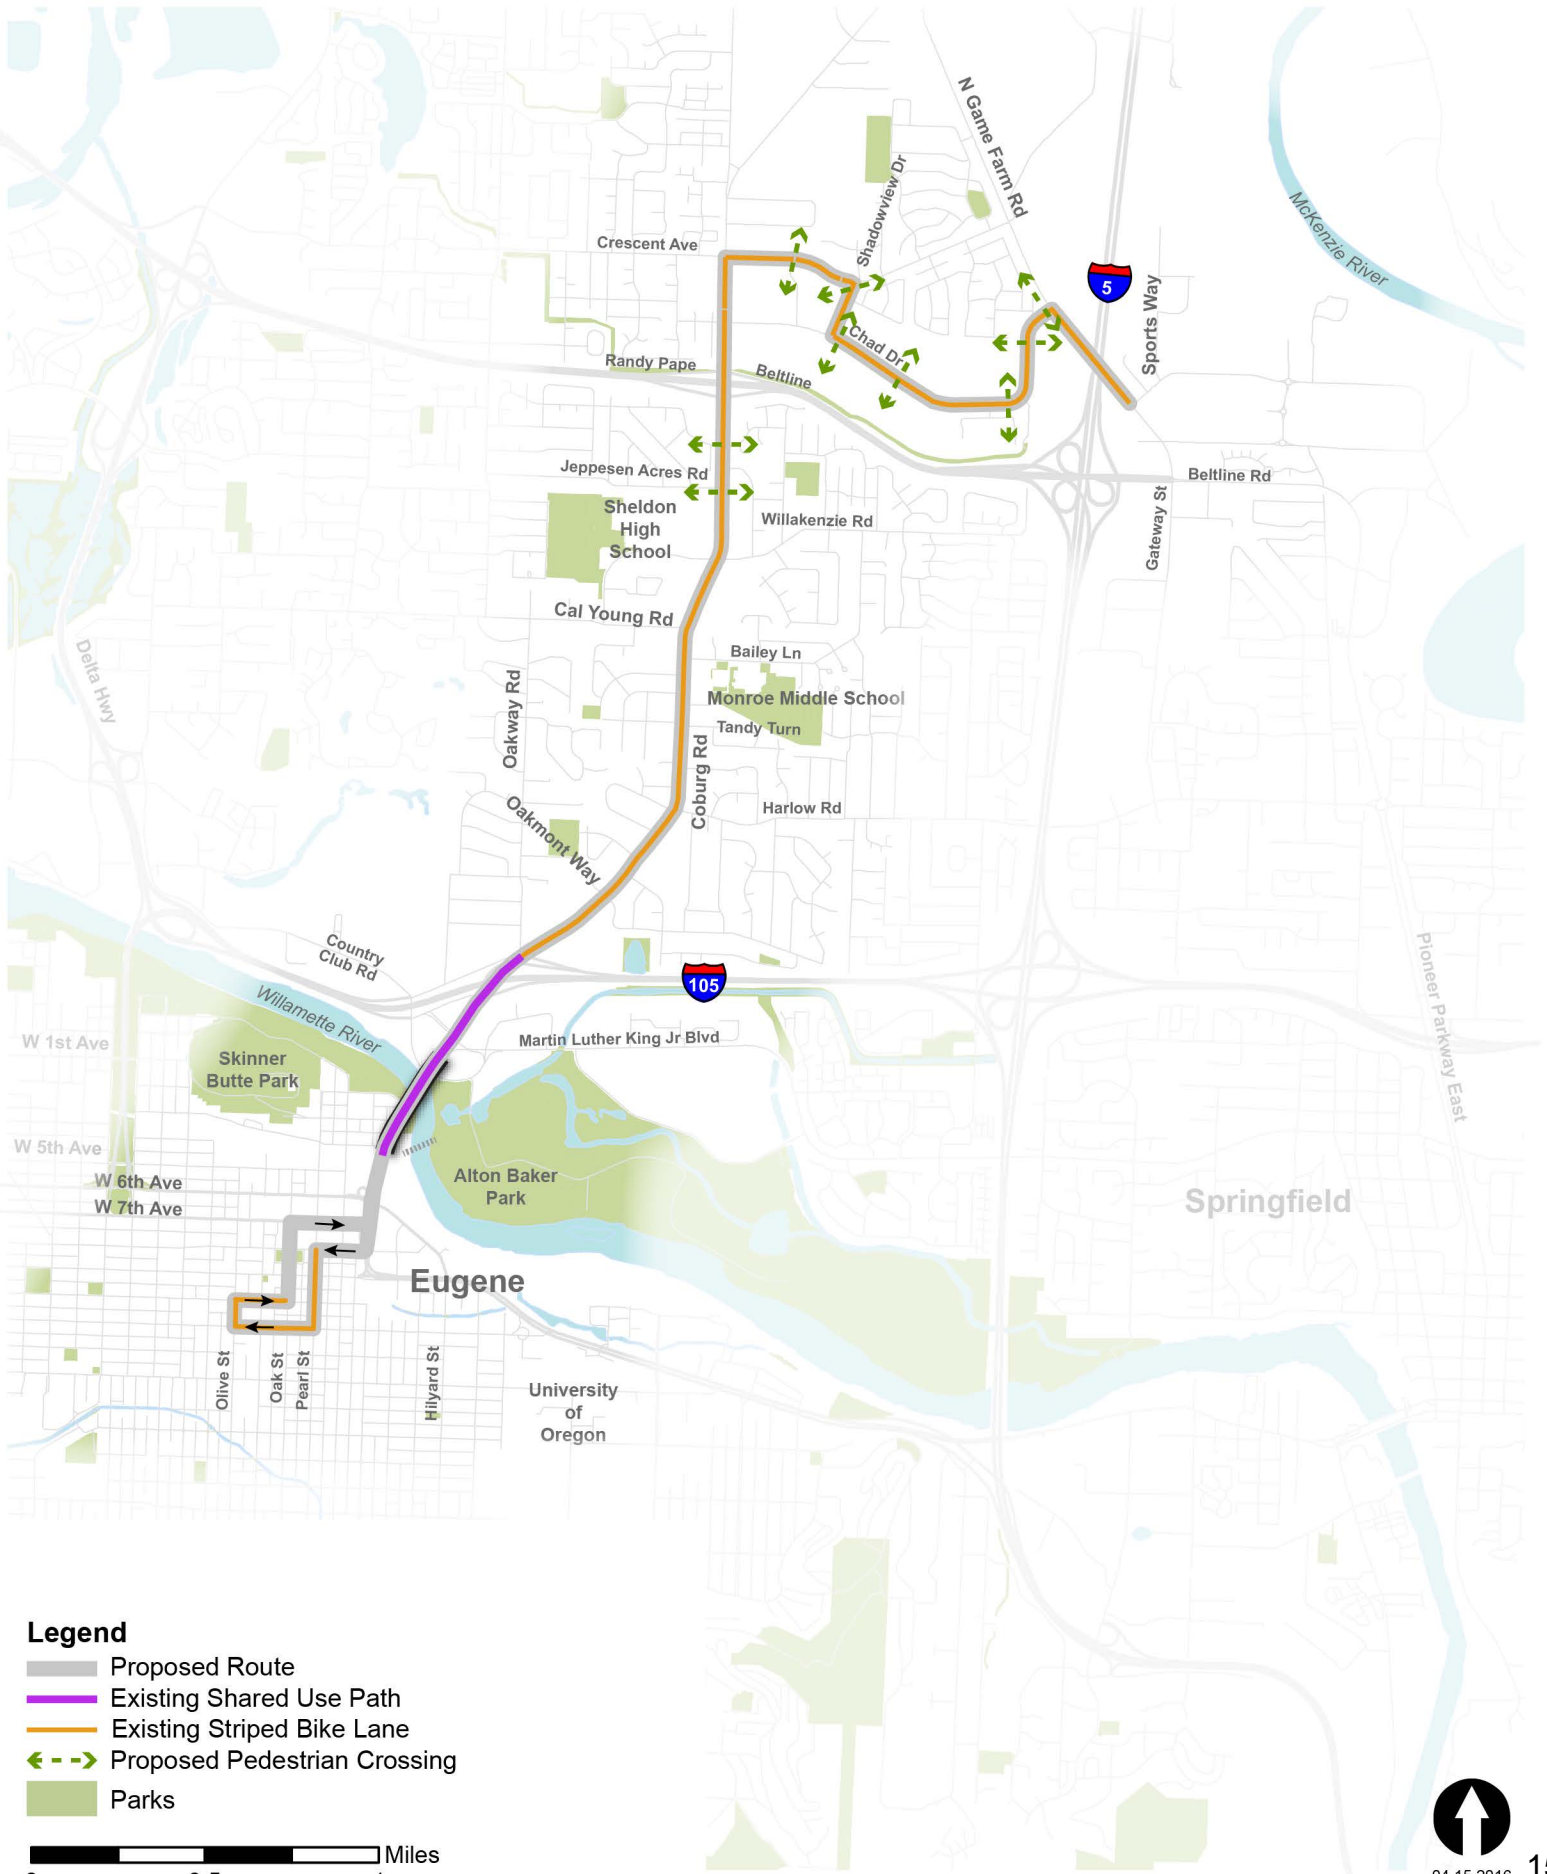 N Game Farm Rd
Shadowview Dr
Crescent Ave
McKenzie River
5
Sports Way
Chad Dr
Randy Pape
Beltline
Jeppesen Acres Rd
Beltline Rd
Gateway St
Sheldon
High
School
Willakenzie Rd
Cal Young Rd
Delta Hwy
Bailey Ln
Oakway Rd
Monroe Middle School
Tandy Turn
Coburg Rd
Oakmont Way
Harlow Rd
Country
Club Rd
Pioneer Parkway East
105
Willamette River
W 1st Ave
Martin Luther King Jr Blvd
Skinner
Butte Park
W 5th Ave
W 6th Ave
W 7th Ave
Alton Baker
Park
Springfield
Eugene
Olive St
Oak St
Pearl St
Hilyard St
University
of
Oregon
Legend
Proposed Route
Existing Shared Use Path
Existing Striped Bike Lane
Proposed Pedestrian Crossing
Parks
Miles